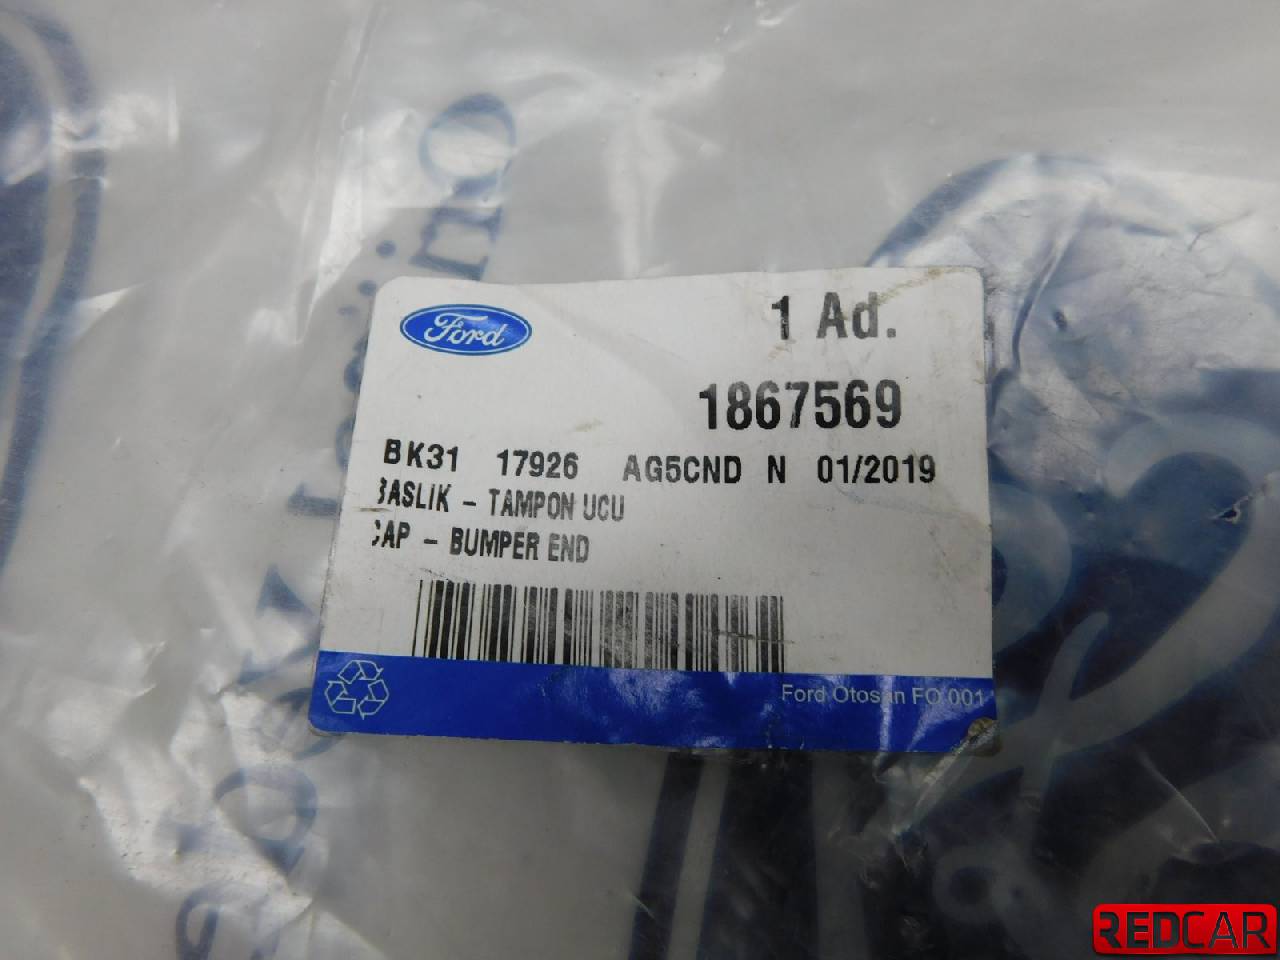 Ford
1 Ad.
1867569
BK31 17926 AG5CND N 01/2019
BASLIK - TAMPON UCU
CAP - BUMPER END
Ford Otosan FO 001
REDCAR